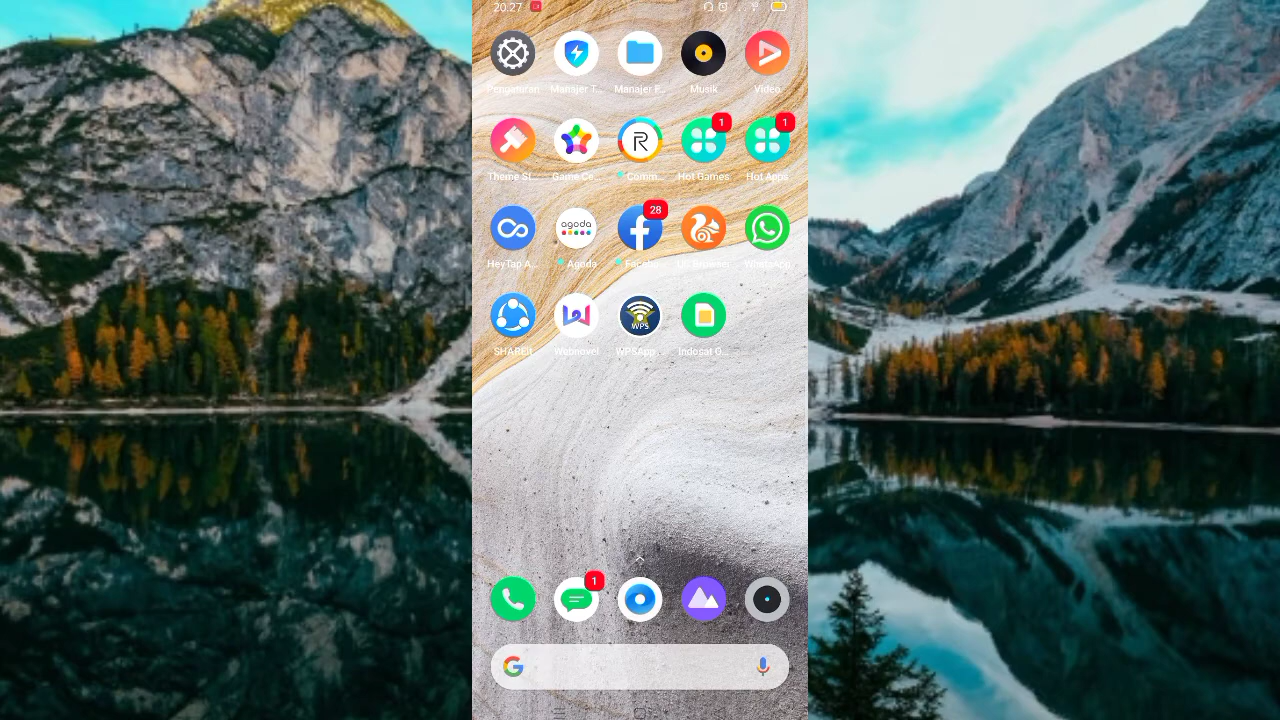 20:27
Pengaturan Manajer T... Manajer F... Musik Video
1 1
Theme St... Game Ce... Comm... Hot Games Hot Apps
28
agoda
HeyTap A... Agoda UC Browser WhatsApp
WPS
SHAREit Webnovel WPSApp... Indosat O...
1